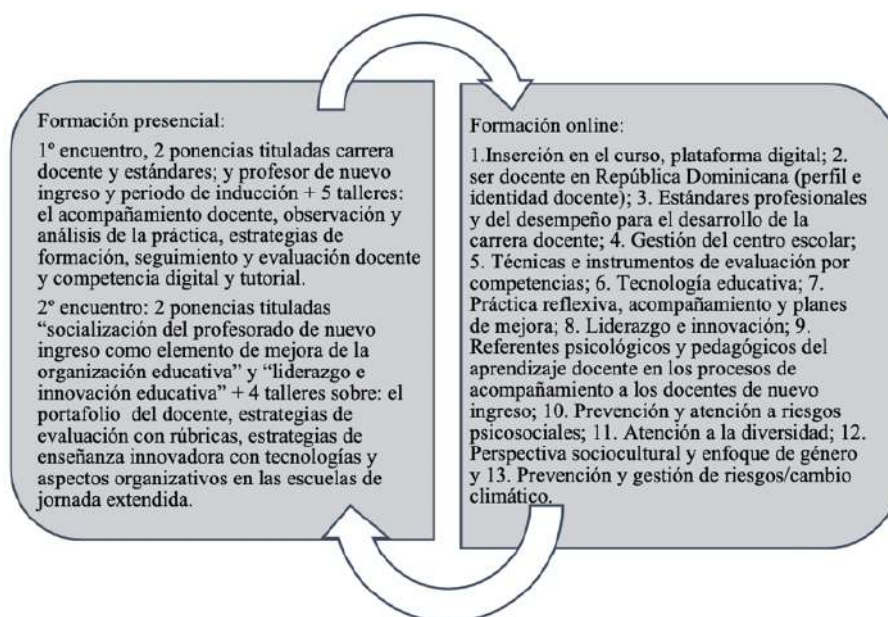 Formación presencial:
1º encuentro, 2 ponencias tituladas carrera
docente y estándares; y profesor de nuevo
ingreso y periodo de inducción + 5 talleres:
el acompañamiento docente, observación y
análisis de la práctica, estrategias de
formación, seguimiento y evaluación docente
y competencia digital y tutorial.
2º encuentro: 2 ponencias tituladas
“socialización del profesorado de nuevo
ingreso como elemento de mejora de la
organización educativa” y “liderazgo e
innovación educativa” + 4 talleres sobre: el
portafolio del docente, estrategias de
evaluación con rúbricas, estrategias de
enseñanza innovadora con tecnologías y
aspectos organizativos en las escuelas de
jornada extendida.
Formación online:
1.Inserción en el curso, plataforma digital; 2.
ser docente en República Dominicana (perfil e
identidad docente); 3. Estándares profesionales
y del desempeño para el desarrollo de la
carrera docente; 4. Gestión del centro escolar;
5. Técnicas e instrumentos de evaluación por
competencias; 6. Tecnología educativa; 7.
Práctica reflexiva, acompañamiento y planes
de mejora; 8. Liderazgo e innovación; 9.
Referentes psicológicos y pedagógicos del
aprendizaje docente en los procesos de
acompañamiento a los docentes de nuevo
ingreso; 10. Prevención y atención a riesgos
psicosociales; 11. Atención a la diversidad; 12.
Perspectiva sociocultural y enfoque de género
y 13. Prevención y gestión de riesgos/cambio
climático.